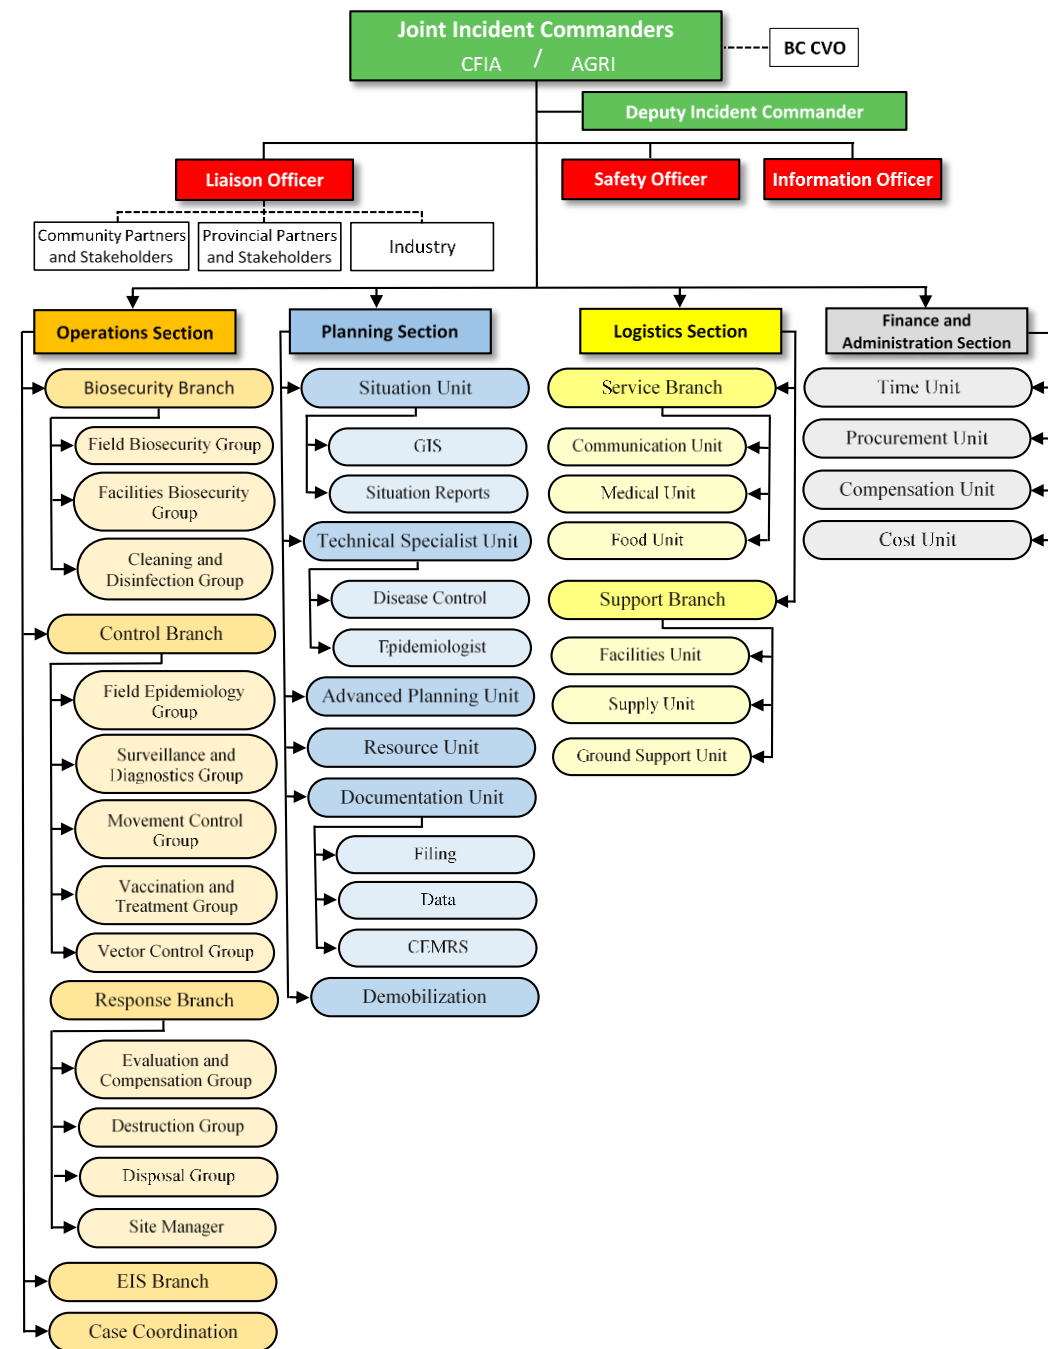 Joint Incident Commanders
CFIA / AGRI
BC CVO
Deputy Incident Commander
Liaison Officer
Safety Officer
Information Officer
Community Partners
and Stakeholders
Provincial Partners
and Stakeholders
Industry
Operations Section
Biosecurity Branch
Field Biosecurity Group
Facilities Biosecurity
Group
Cleaning and
Disinfection Group
Control Branch
Field Epidemiology
Group
Surveillance and
Diagnostics Group
Movement Control
Group
Vaccination and
Treatment Group
Vector Control Group
Response Branch
Evaluation and
Compensation Group
Destruction Group
Disposal Group
Site Manager
EIS Branch
Case Coordination
Planning Section
Situation Unit
GIS
Situation Reports
Technical Specialist Unit
Disease Control
Epidemiologist
Advanced Planning Unit
Resource Unit
Documentation Unit
Filing
Data
CEMRS
Demobilization
Logistics Section
Service Branch
Communication Unit
Medical Unit
Food Unit
Support Branch
Facilities Unit
Supply Unit
Ground Support Unit
Finance and
Administration Section
Time Unit
Procurement Unit
Compensation Unit
Cost Unit